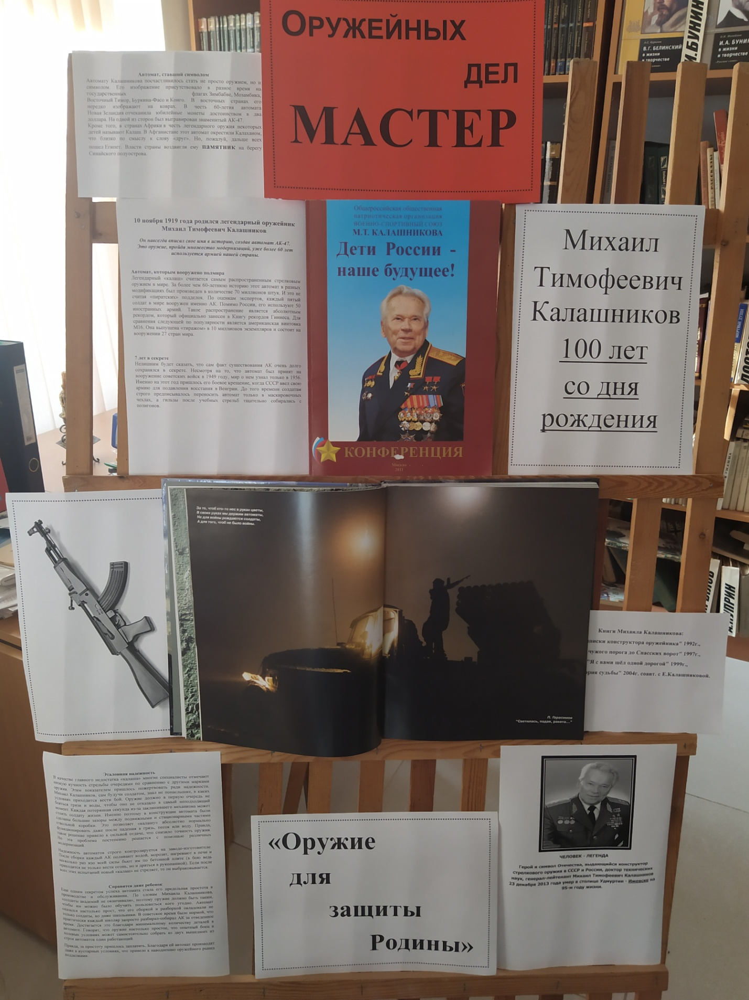 ОРУЖЕЙНЫХ
ДЕЛ
МАСТЕР
Автомат, ставший символом
Автомату Калашникова посчастливилось стать не просто оружием, но и
символом. Его изображение присутствовало в разное время на
государственных флагах Зимбабве, Мозамбика,
Восточный Тимор, Буркина-Фасо и Конго. В восточных странах его
нередко изображают на коврах. В честь 60-летия автомата
Новая Зеландия отчеканила юбилейные монеты достоинством в два
доллара. На одной из сторон был выгравирован знаменитый АК-47.
Кроме того, в странах Африки в честь легендарного оружия некоторых
детей называют Калаш. В Афганистане этот автомат окрестили Калаханом,
что близко по смыслу к слову «друг». Но, пожалуй, дальше всех
пошел Египет. Власти страны воздвигли ему памятник на берегу
Синайского полуострова.
10 ноября 1919 года родился легендарный оружейник
Михаил Тимофеевич Калашников
Он навсегда вписал свое имя в историю, создав автомат АК-47.
Это оружие, пройдя множество модернизаций, уже более 60 лет
используется армией нашей страны.
Автомат, которым вооружено полмира
Легендарный «калаш» считается самым распространенным стрелковым
оружием в мире. За более чем 60-летнюю историю этот автомат в разных
модификациях был произведен в количестве 70 миллионов штук. И это не
считая «пиратских» подделок. По оценкам экспертов, каждый пятый
солдат в мире вооружен именно АК. Помимо России, его используют 50
иностранных армий. Такое распространение является абсолютным
рекордом, который официально занесен в Книгу рекордов Гиннеса. Для
сравнения следующей по популярности является американская винтовка
М16. Она выпущена «тиражом» в 10 миллионов экземпляров и состоит на
вооружении 27 стран мира.
7 лет в секрете
Нелишним будет сказать, что сам факт существования АК очень долго
сохранялся в секрете. Несмотря на то, что автомат был принят на
вооружение советских войск в 1949 году, мир о нем узнал только в 1956.
Именно на этот год пришлось его боевое крещение, когда СССР ввел свою
армию для подавления восстания в Венгрии. До того времени солдатам
строго предписывалось переносить автомат только в маскировочных
чехлах, а гильзы после учебных стрельб тщательно собирались с
полигонов.
Общероссийская общественная
патриотическая организация
ВОЕННО-СПОРТИВНЫЙ СОЮЗ
М.Т. КАЛАШНИКОВА
Дети России -
наше будущее!
КОНФЕРЕНЦИЯ
Москва
2011
Михаил
Тимофеевич
Калашников
100 лет
со дня
рождения
За то, чтоб кто-то нес в руках цветы,
В своих руках мы держим автоматы,
Не для войны рождаются солдаты,
А для того, чтоб не было войны.
П. Герасимов
"Светилась, падая, ракета..."
Книги Михаила Калашникова:
конструктора оружейника" 1992г.,
чужого порога до Спасских ворот" 1997г.,
"Я с вами шёл одной дорогой" 1999г.,
судьбы" 2004г. соавт. с Е.Калашниковой.
Эталонная надежность
В качестве главного недостатка «калаша» многие специалисты отмечают
низкую кучность стрельбы очередями по сравнению с другими марками
оружия. Этим показателем пришлось пожертвовать ради надежности.
Михаил Калашников, сам будучи солдатом, знал не понаслышке, в каких
условиях приходится вести бой. Оружие должно в первую очередь не
бояться грязи и воды, чтобы оно не отказало в самый неподходящий
момент. Каждая потерянная секунда из-за заклинившего механизма может
стоить солдату жизни. Именно поэтому в конструкции автомата были
сделаны большие зазоры между подвижными и стационарными частями
ствольной коробки. Это позволяет «калашу» абсолютно нормально
функционировать даже после падения в грязь, песок или воду. Правда,
такое решение привело к сильной отдаче, что снизило точность оружия.
Но эта проблема постепенно решается с помощью различных
модернизаций.
Надежность автоматов строго контролируется на заводе-изготовителе.
После сборки каждый АК поливают водой, морозят, нагревают в печи и
несколько раз изо всей силы бьют им по бетонной плите (в бою ведь
приходится не только вести огонь, но и драться в рукопашной). Если после
всех этих испытаний новый «калаш» не стреляет, то он выбраковывается.
Справится даже ребенок
Еще одним секретом успеха автомата стала его предельная простота в
производстве и обслуживании. По словам Михаила Калашникова,
«солдаты академий не оканчивали», поэтому оружие должно быть таким,
чтобы им можно было обучить пользоваться кого угодно. Автомат
оказался настолько прост, что его сборкой и разборкой овладевали не
только солдаты, но даже школьники. В советское время было нормой, что
практически каждый школяр запросто разбирал-собирал АК за отведенное
время. Достигается это благодаря минимальному количеству деталей в
автомате. Говорят, что оружие настолько простое, что опытный боец в
полевых условиях может самостоятельно собрать из двух вышедших из
строя автоматов один работающий.
Правда, за простоту пришлось заплатить. Благодаря ей автомат производят
даже в кустарных условиях, что привело к наводнению оружейного рынка
подделками.
«Оружие
для
защиты
Родины»
ЧЕЛОВЕК - ЛЕГЕНДА
Герой и символ Отечества, выдающийся конструктор
стрелкового оружия в СССР и России, доктор технических
наук, генерал-лейтенант Михаил Тимофеевич Калашников
23 декабря 2013 года умер в столице Удмуртии - Ижевске на
95-м году жизни.
В.Г. БЕЛИНСКИЙ
в жизни
и творчестве
И.А. БУНИН
в жизни
и творчестве
И.БУНИН
РАССКАЗЫ
МЕРТВЫЕ ДУШИ
КУПРИН